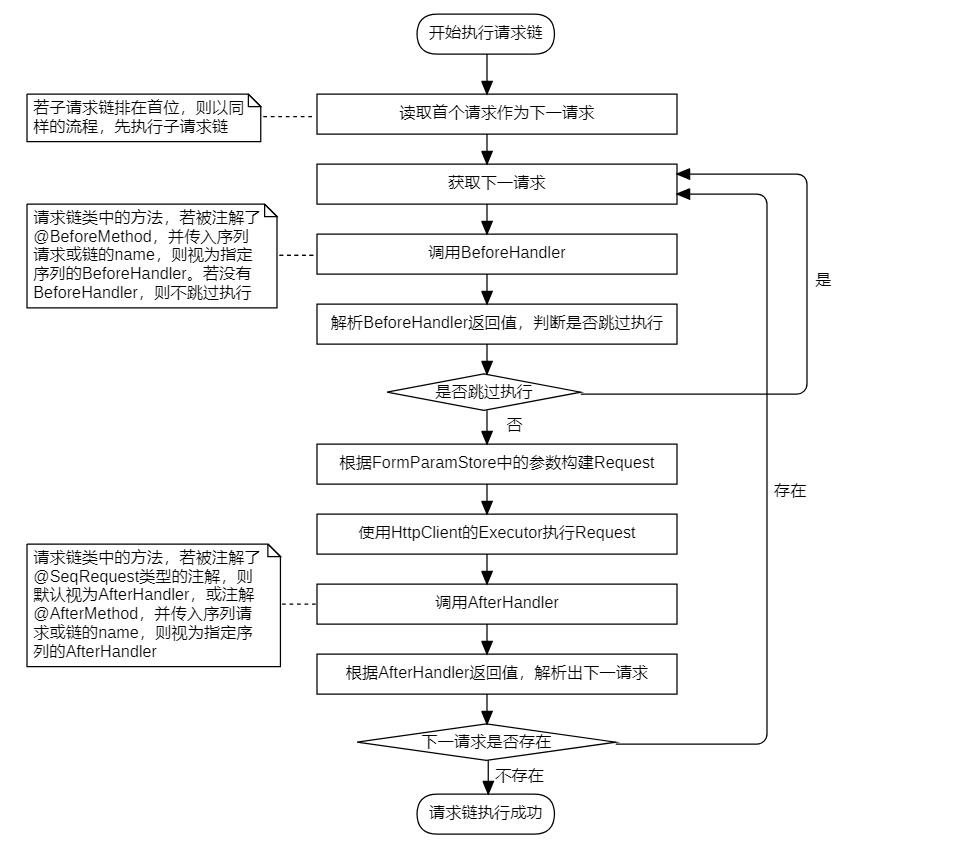 开始执行请求链
若子请求链排在首位，则以同
样的流程，先执行子请求链
读取首个请求作为下一请求
获取下一请求
请求链类中的方法，若被注解了
@BeforeMethod，并传入序列
请求或链的name，则视为指定
序列的BeforeHandler。若没有
BeforeHandler，则不跳过执行
调用BeforeHandler
是
解析BeforeHandler返回值，判断是否跳过执行
是否跳过执行
否
根据FormParamStore中的参数构建Request
存在
使用HttpClient的Executor执行Request
请求链类中的方法，若被注解了
@SeqRequest类型的注解，则
默认视为AfterHandler，或注解
@AfterMethod，并传入序列请
求或链的name，则视为指定序
列的AfterHandler
调用AfterHandler
根据AfterHandler返回值，解析出下一请求
下一请求是否存在
不存在
请求链执行成功